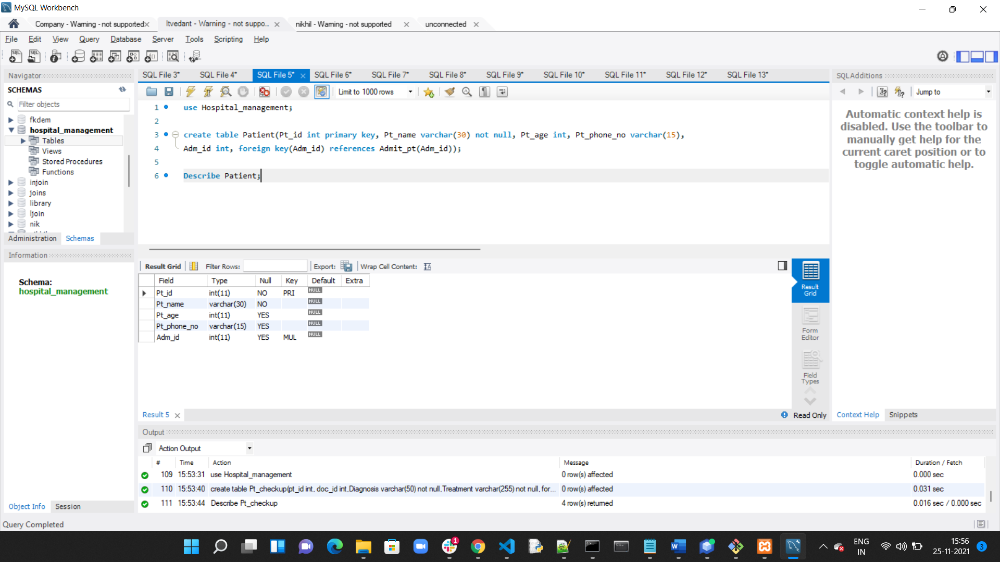 MySQL Workbench
Company - Warning - not supported
ltvedant - Warning - not suppo...
nikhil - Warning - not supported
unconnected
File Edit View Query Database Server Tools Scripting Help
Navigator
SCHEMAS
Filter objects
fkdem
hospital_management
Tables
Views
Stored Procedures
Functions
injoin
joins
library
ljoin
nik
Administration Schemas
Information
Schema:
hospital_management
Object Info Session
Query Completed
SQL File 3* SQL File 4* SQL File 5* SQL File 6* SQL File 7* SQL File 8* SQL File 9* SQL File 10* SQL File 11* SQL File 12* SQL File 13*
Limit to 1000 rows
1 use Hospital_management;
2
3 create table Patient(Pt_id int primary key, Pt_name varchar(30) not null, Pt_age int, Pt_phone_no varchar(15),
4 Adm_id int, foreign key(Adm_id) references Admit_pt(Adm_id));
5
6 Describe Patient;
Result Grid Filter Rows: Export: Wrap Cell Content:
Field Type Null Key Default Extra
Pt_id int(11) NO PRI NULL
Pt_name varchar(30) NO NULL
Pt_age int(11) YES NULL
Pt_phone_no varchar(15) YES NULL
Adm_id int(11) YES MUL NULL
Result
Grid
Form
Editor
Field
Types
Result 5
Read Only
SQLAdditions
Jump to
Automatic context help is
disabled. Use the toolbar to
manually get help for the
current caret position or to
toggle automatic help.
Context Help Snippets
Output
Action Output
# Time Action Message Duration / Fetch
109 15:53:31 use Hospital_management 0 row(s) affected 0.000 sec
110 15:53:40 create table Pt_checkup(pt_id int, doc_id int,Diagnosis varchar(50) not null,Treatment varchar(255) not null, for... 0 row(s) affected 0.031 sec
111 15:53:44 Describe Pt_checkup 4 row(s) returned 0.016 sec / 0.000 sec
1
ENG
IN
15:56
25-11-2021
3